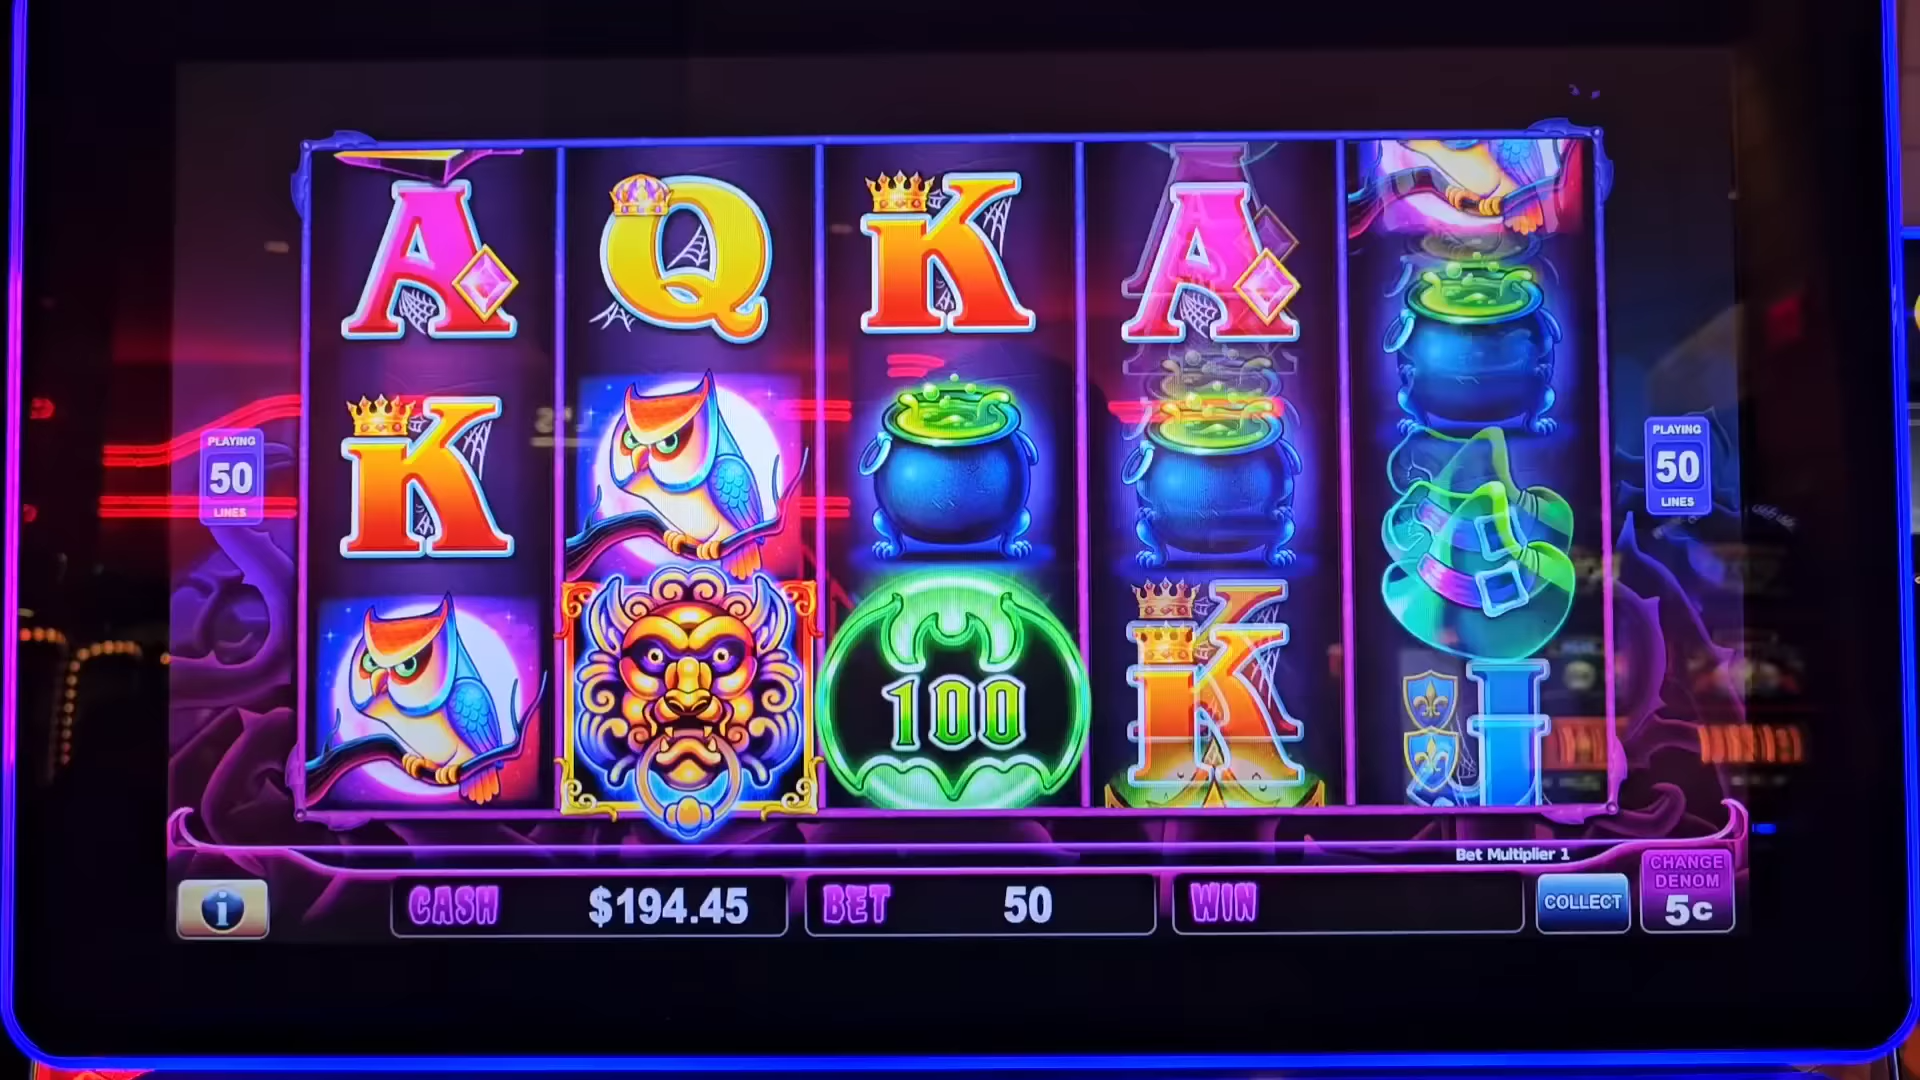 A Q K A
K
100
K
J
PLAYING
50
LINES
PLAYING
50
LINES
Bet Multiplier 1
CASH $194.45
BET 50
WIN
COLLECT
CHANGE
DENOM
5¢
i